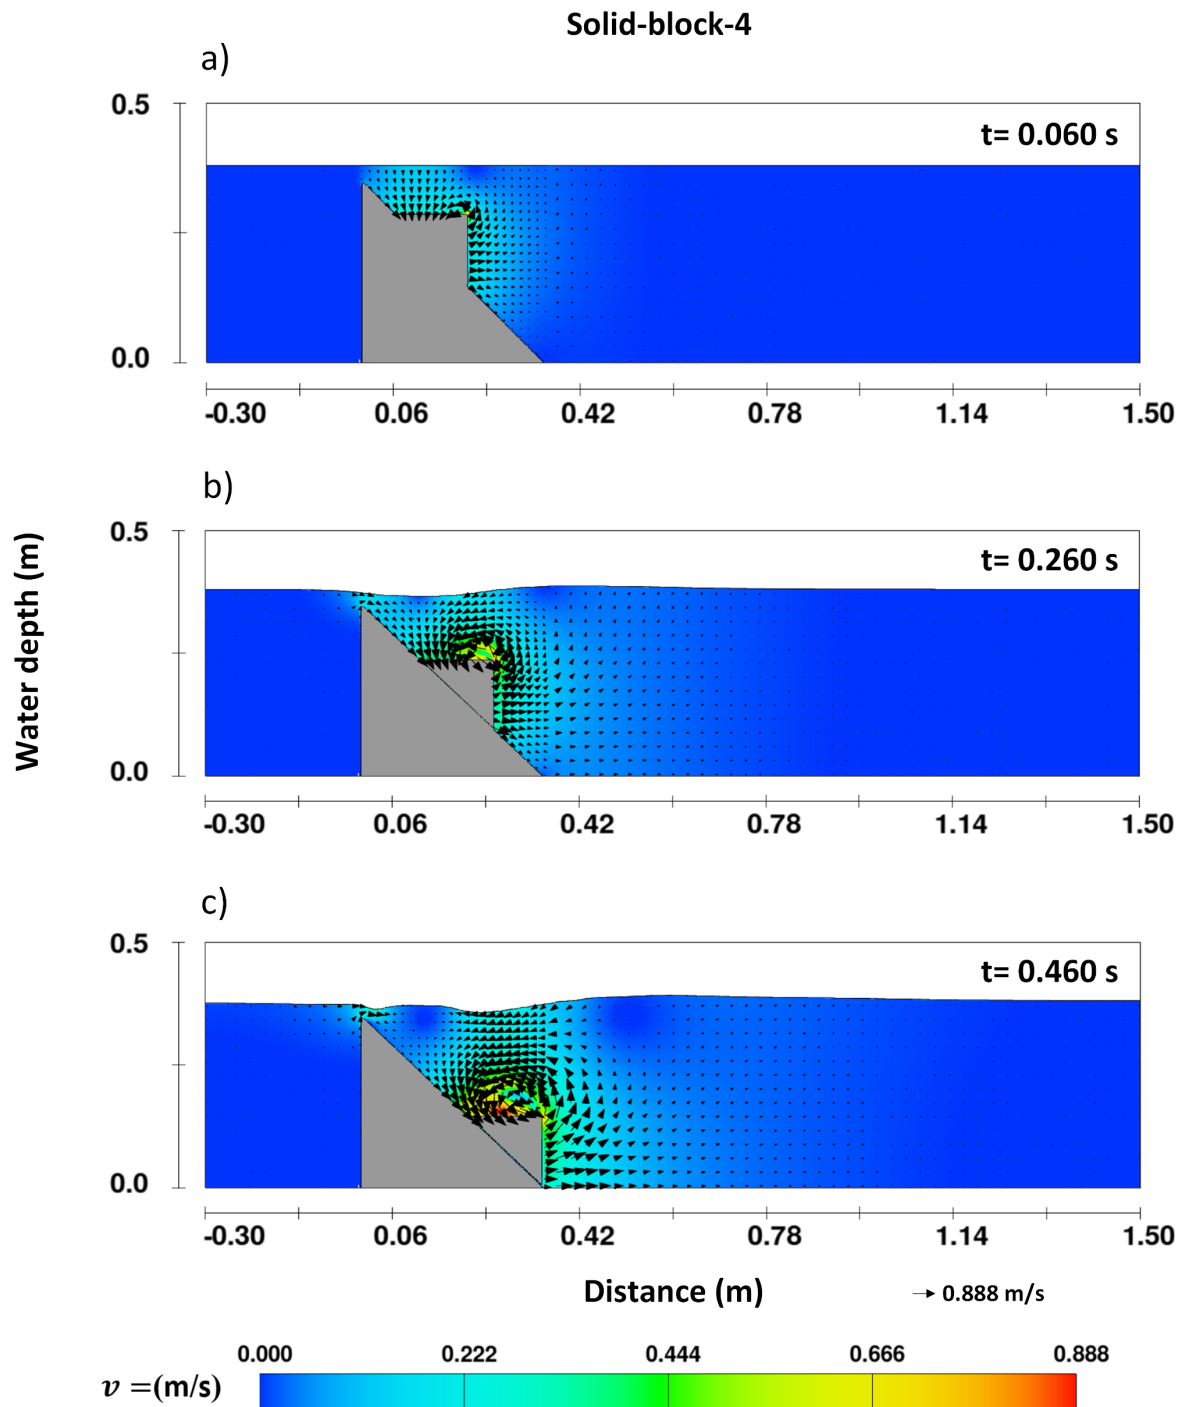 Solid-block-4
a)
0.5
t= 0.060 s
0.0
-0.30 0.06 0.42 0.78 1.14 1.50
b)
0.5
t= 0.260 s
Water depth (m)
0.0
-0.30 0.06 0.42 0.78 1.14 1.50
c)
0.5
t= 0.460 s
0.0
-0.30 0.06 0.42 0.78 1.14 1.50
Distance (m)
0.888 m/s
0.000 0.222 0.444 0.666 0.888
v =(m/s)